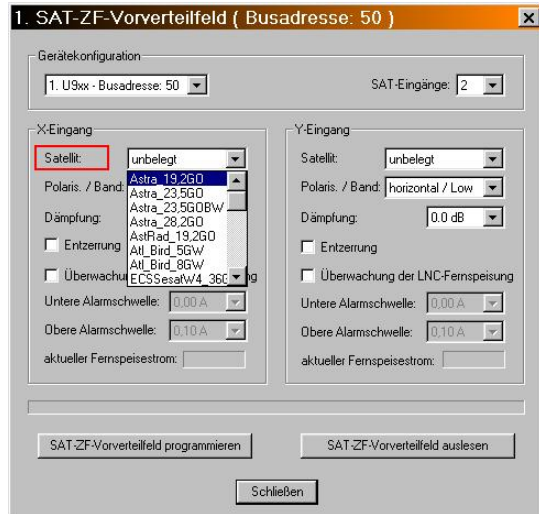 1. SAT-ZF-Vorverteilfeld ( Busadresse: 50 )
Gerätekonfiguration
1. U9xx - Busadresse: 50
SAT-Eingänge: 2
X-Eingang
Satellit: unbelegt
Astra_19,2GO
Astra_23,5GO
Astra_23,5GOBW
Astra_28,2GO
AstRad_19,2GO
Atl_Bird_5GW
Atl_Bird_8GW
ECSSesatW4_36G
Polaris. / Band:
Dämpfung:
Entzerrung
Überwachu ng
Untere Alarmschwelle: 0,00 A
Obere Alarmschwelle: 0,10 A
aktueller Fernspeisestrom:
Y-Eingang
Satellit: unbelegt
Polaris. / Band: horizontal / Low
Dämpfung: 0.0 dB
Entzerrung
Überwachung der LNC-Fernspeisung
Untere Alarmschwelle: 0,00 A
Obere Alarmschwelle: 0,10 A
aktueller Fernspeisestrom:
SAT-ZF-Vorverteilfeld programmieren
SAT-ZF-Vorverteilfeld auslesen
Schließen